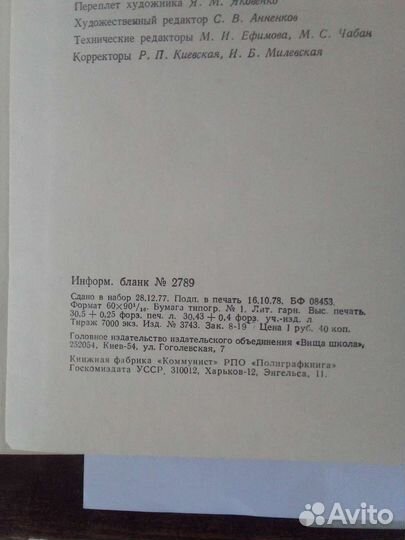 Переплет художника Я. М. Яковенко
Художественный редактор С. В. Анненков
Технические редакторы М. И. Ефимова, М. С. Чабан
Корректоры Р. П. Киевская, Н. Б. Милевская
Информ. бланк № 2789
Сдано в набор 28.12.77. Подп. в печать 16.10.78. БФ 08453.
Формат 60×90¹/₁₆. Бумага типогр. № 1. Лит. гарн. Выс. печать.
30,5 + 0,25 форз. печ. л. 30,43 + 0,4 форз. уч.-изд. л
Тираж 7000 экз. Изд. № 3743. Зак. 8-19 Цена 1 руб. 40 коп.
Головное издательство издательского объединения «Вища школа»,
252054, Киев-54, ул. Гоголевская, 7
Книжная фабрика «Коммунист» РПО «Полиграфкнига»
Госкомиздата УССР, 310012, Харьков-12, Энгельса, 11.
Avito